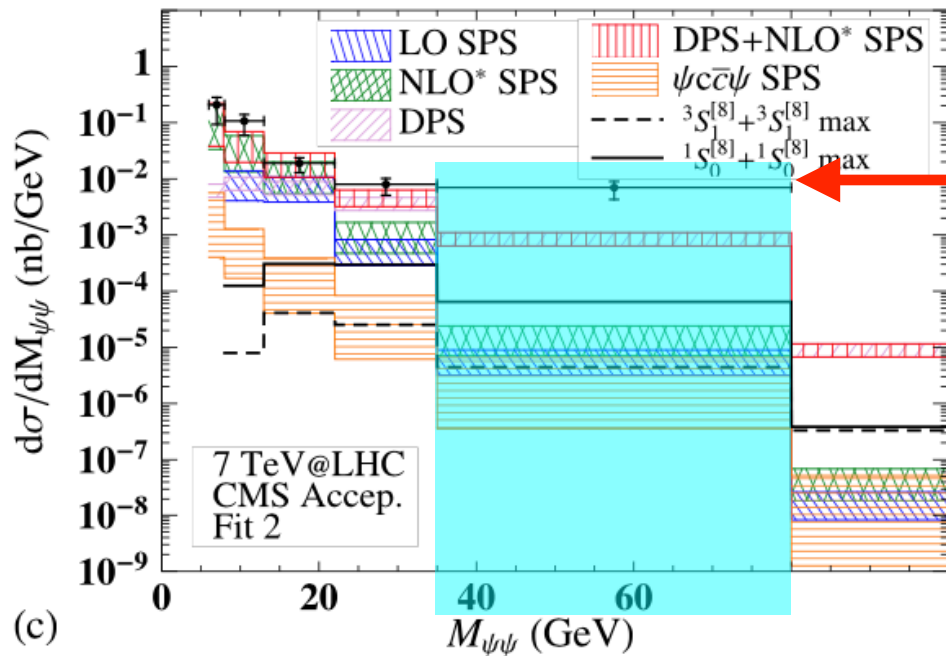 LO SPS
NLO* SPS
DPS
DPS+NLO* SPS
ψcc̅ψ SPS
³S₁^[8]+³S₁^[8] max
¹S₀^[8]+¹S₀^[8] max
dσ/dM_ψψ (nb/GeV)
1
10⁻¹
10⁻²
10⁻³
10⁻⁴
10⁻⁵
10⁻⁶
10⁻⁷
10⁻⁸
10⁻⁹
7 TeV@LHC
CMS Accep.
Fit 2
0 20 40 60
(c) M_ψψ (GeV)